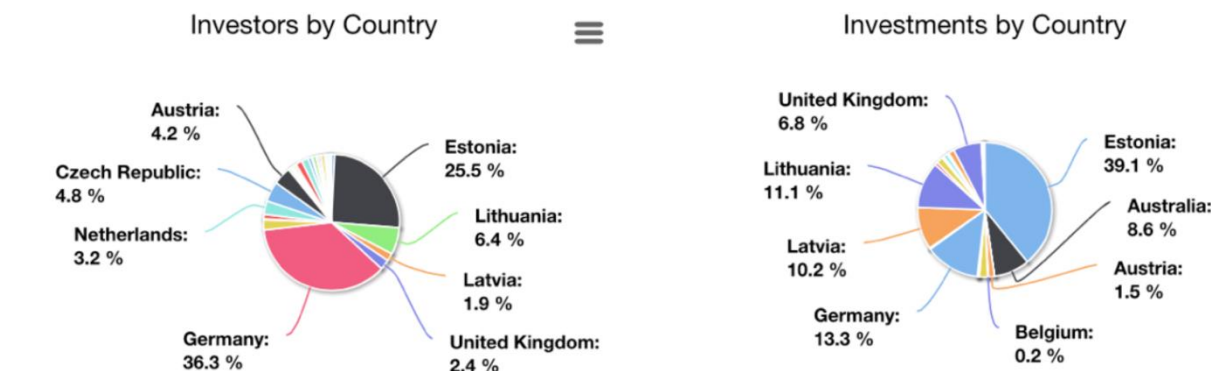 Investors by Country
Austria:
4.2 %
Czech Republic:
4.8 %
Netherlands:
3.2 %
Germany:
36.3 %
Estonia:
25.5 %
Lithuania:
6.4 %
Latvia:
1.9 %
United Kingdom:
2.4 %
Investments by Country
United Kingdom:
6.8 %
Lithuania:
11.1 %
Latvia:
10.2 %
Germany:
13.3 %
Estonia:
39.1 %
Australia:
8.6 %
Austria:
1.5 %
Belgium:
0.2 %